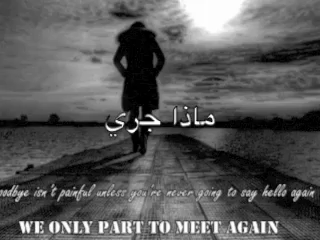 ماذا جاري
oodbye isn't painful unless you're never going to say hello again
WE ONLY PART TO MEET AGAIN